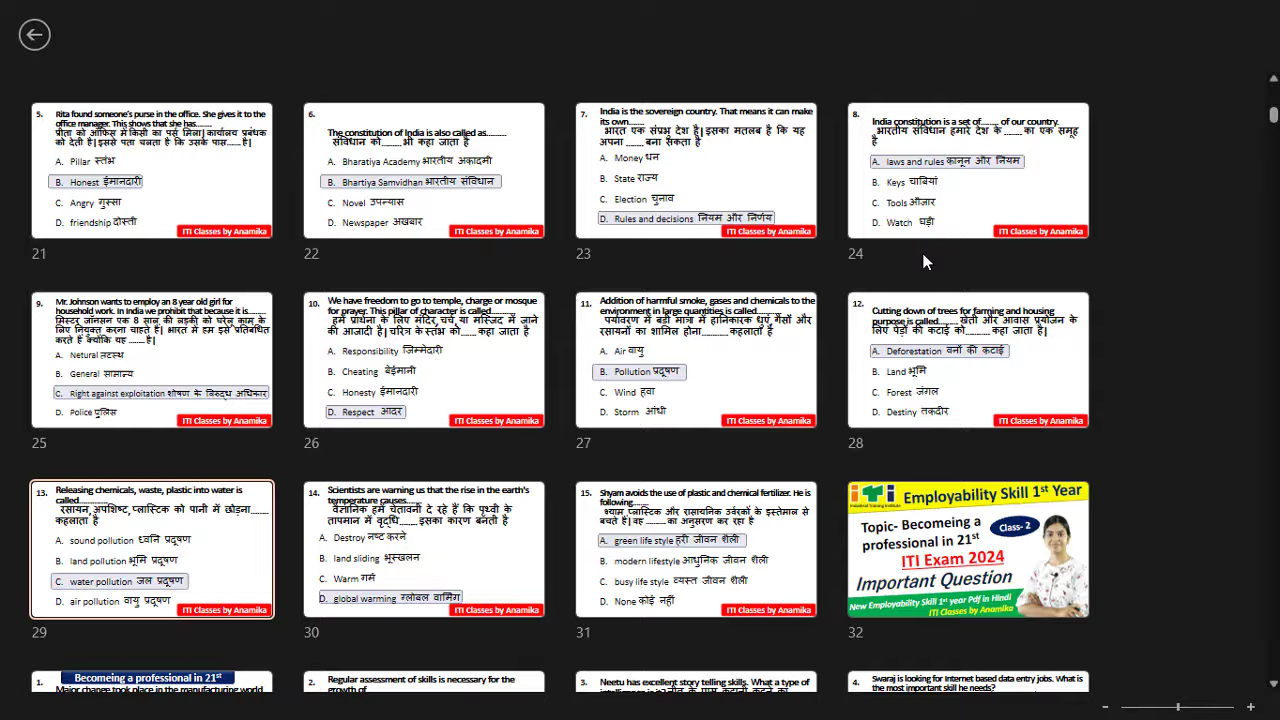 5. Rita found someone's purse in the office. She gives it to the
office manager. This shows that she has.......
प्रीता को ऑफिस में किसी का पर्स मिला। कार्यालय प्रबंधक
को देती है। इससे पता चलता है कि उसके पास...... है।
A. Pillar स्तंभ
B. Honest ईमानदारी
C. Angry गुस्सा
D. friendship दोस्ती
ITI Classes by Anamika
21
6.
The constitution of India is also called as.........
संविधान को.......भी कहा जाता है
A. Bharatiya Academy भारतीय अकादमी
B. Bhartiya Samvidhan भारतीय संविधान
C. Novel उपन्यास
D. Newspaper अखबार
ITI Classes by Anamika
22
7. India is the sovereign country. That means it can make
its own.......
भारत एक संप्रभु देश है। इसका मतलब है कि यह
अपना ...... बना सकता है
A. Money धन
B. State राज्य
C. Election चुनाव
D. Rules and decisions नियम और निर्णय
ITI Classes by Anamika
23
8. India constitution is a set of....... of our country.
भारतीय संविधान हमारे देश के ...... का एक समूह
है
A. laws and rules कानून और नियम
B. Keys चाबियां
C. Tools औजार
D. Watch घड़ी
ITI Classes by Anamika
24
9. Mr. Johnson wants to employ an 8 year old girl for
household work. In India we prohibit that because it is.......
मिस्टर जॉनसन एक 8 साल की लड़की को घरेलू काम के
लिए नियुक्त करना चाहते हैं। भारत में हम इसे प्रतिबंधित
करते हैं क्योंकि यह ...... है।
A. Netural तटस्थ
B. General सामान्य
C. Right against exploitation शोषण के विरुद्ध अधिकार
D. Police पुलिस
ITI Classes by Anamika
25
10. We have freedom to go to temple, charge or mosque
for prayer. This pillar of character is called.......
हमें प्रार्थना के लिए मंदिर, चर्च या मस्जिद में जाने
की आजादी है। चरित्र के स्तंभ को....... कहा जाता है
A. Responsibility जिम्मेदारी
B. Cheating बेईमानी
C. Honesty ईमानदारी
D. Respect आदर
ITI Classes by Anamika
26
11. Addition of harmful smoke, gases and chemicals to the
environment in large quantities is called.......
पर्यावरण में बड़ी मात्रा में हानिकारक धुएं गैसों और
रसायनों का शामिल होना.......... कहलाता है
A. Air वायु
B. Pollution प्रदूषण
C. Wind हवा
D. Storm आंधी
ITI Classes by Anamika
27
12.
Cutting down of trees for farming and housing
purpose is called......... खेती और आवास प्रयोजन के
लिए पेड़ों की कटाई को.......... कहा जाता है।
A. Deforestation वनों की कटाई
B. Land भूमि
C. Forest जंगल
D. Destiny तकदीर
ITI Classes by Anamika
28
13. Releasing chemicals, waste, plastic into water is
called............
रसायन, अपशिष्ट, प्लास्टिक को पानी में छोड़ना.......
कहलाता है
A. sound pollution ध्वनि प्रदूषण
B. land pollution भूमि प्रदूषण
C. water pollution जल प्रदूषण
D. air pollution वायु प्रदूषण
ITI Classes by Anamika
29
14. Scientists are warning us that the rise in the earth's
temperature causes......
वैज्ञानिक हमें चेतावनी दे रहे हैं कि पृथ्वी के
तापमान में वृद्धि....... इसका कारण बनती है
A. Destroy नष्ट करने
B. land sliding भूस्खलन
C. Warm गर्म
D. global warming ग्लोबल वार्मिंग
ITI Classes by Anamika
30
15. Shyam avoids the use of plastic and chemical fertilizer. He is
following......
श्याम प्लास्टिक और रासायनिक उर्वरकों के इस्तेमाल से
बचते हैं। वह ....... का अनुसरण कर रहा है
A. green life style हरी जीवन शैली
B. modern lifestyle आधुनिक जीवन शैली
C. busy life style व्यस्त जीवन शैली
D. None कोई नहीं
ITI Classes by Anamika
31
iTi Employability Skill 1st Year
Topic- Becomeing a
professional in 21st
Class- 2
ITI Exam 2024
Important Question
New Employability Skill 1st year Pdf in Hindi
ITI Classes by Anamika
32
Becomeing a professional in 21st
1. Major change took place in the manufacturing world
2. Regular assessment of skills is necessary for the
growth of
3. Neetu has excellent story telling skills. What a type of
4. Swaraj is looking for Internet based data entry jobs. What is
the most important skill he needs?